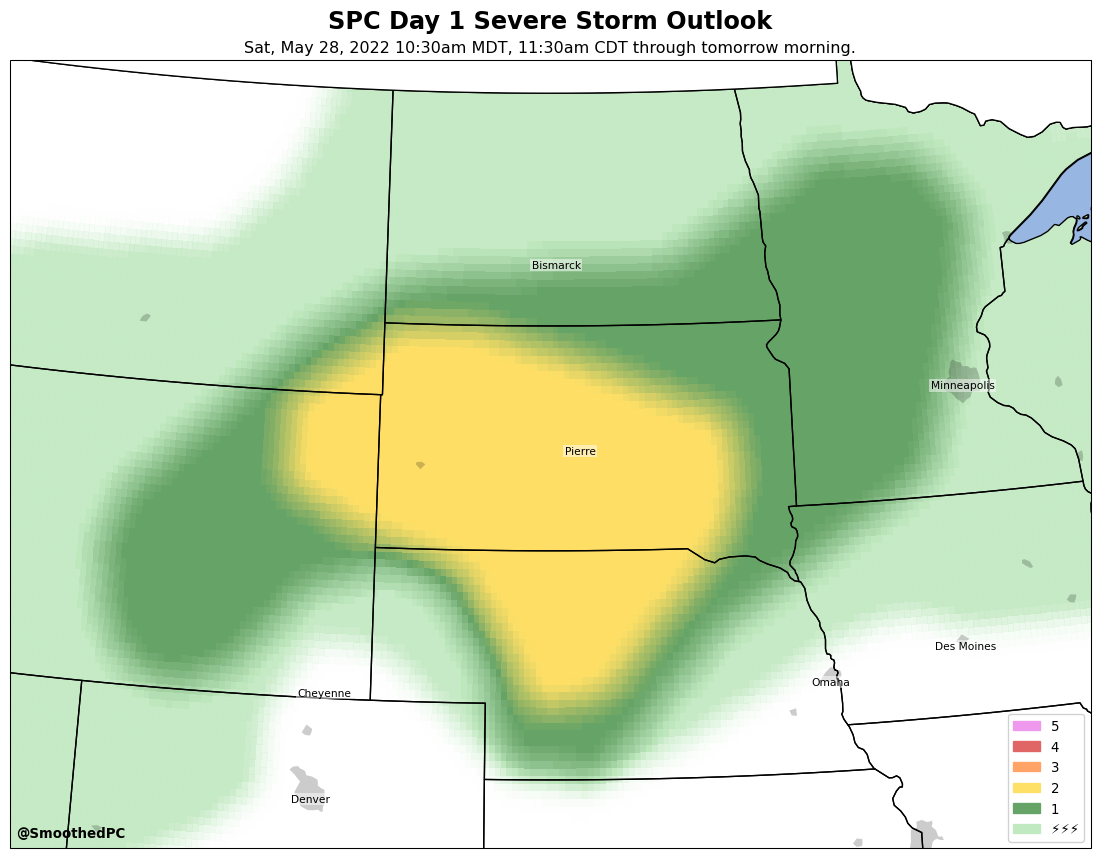 SPC Day 1 Severe Storm Outlook
Sat, May 28, 2022 10:30am MDT, 11:30am CDT through tomorrow morning.
Bismarck
Minneapolis
Pierre
Des Moines
Omaha
Cheyenne
Denver
5
4
3
2
1
⚡⚡⚡
@SmoothedPC